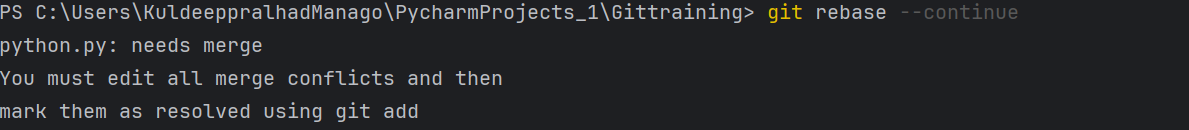 PS C:\Users\KuldeeppralhadManago\PycharmProjects_1\Gittraining> git rebase --continue
python.py: needs merge
You must edit all merge conflicts and then
mark them as resolved using git add